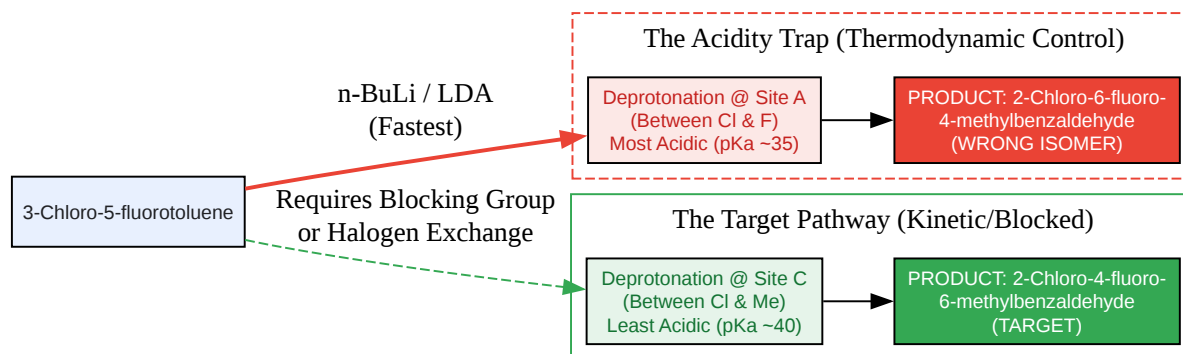 The Acidity Trap (Thermodynamic Control)
n-BuLi / LDA
(Fastest)
Deprotonation @ Site A
(Between Cl & F)
Most Acidic (pKa ~35)
PRODUCT: 2-Chloro-6-fluoro-
4-methylbenzaldehyde
(WRONG ISOMER)
3-Chloro-5-fluorotoluene
Requires Blocking Group
or Halogen Exchange
The Target Pathway (Kinetic/Blocked)
Deprotonation @ Site C
(Between Cl & Me)
Least Acidic (pKa ~40)
PRODUCT: 2-Chloro-4-fluoro-
6-methylbenzaldehyde
(TARGET)